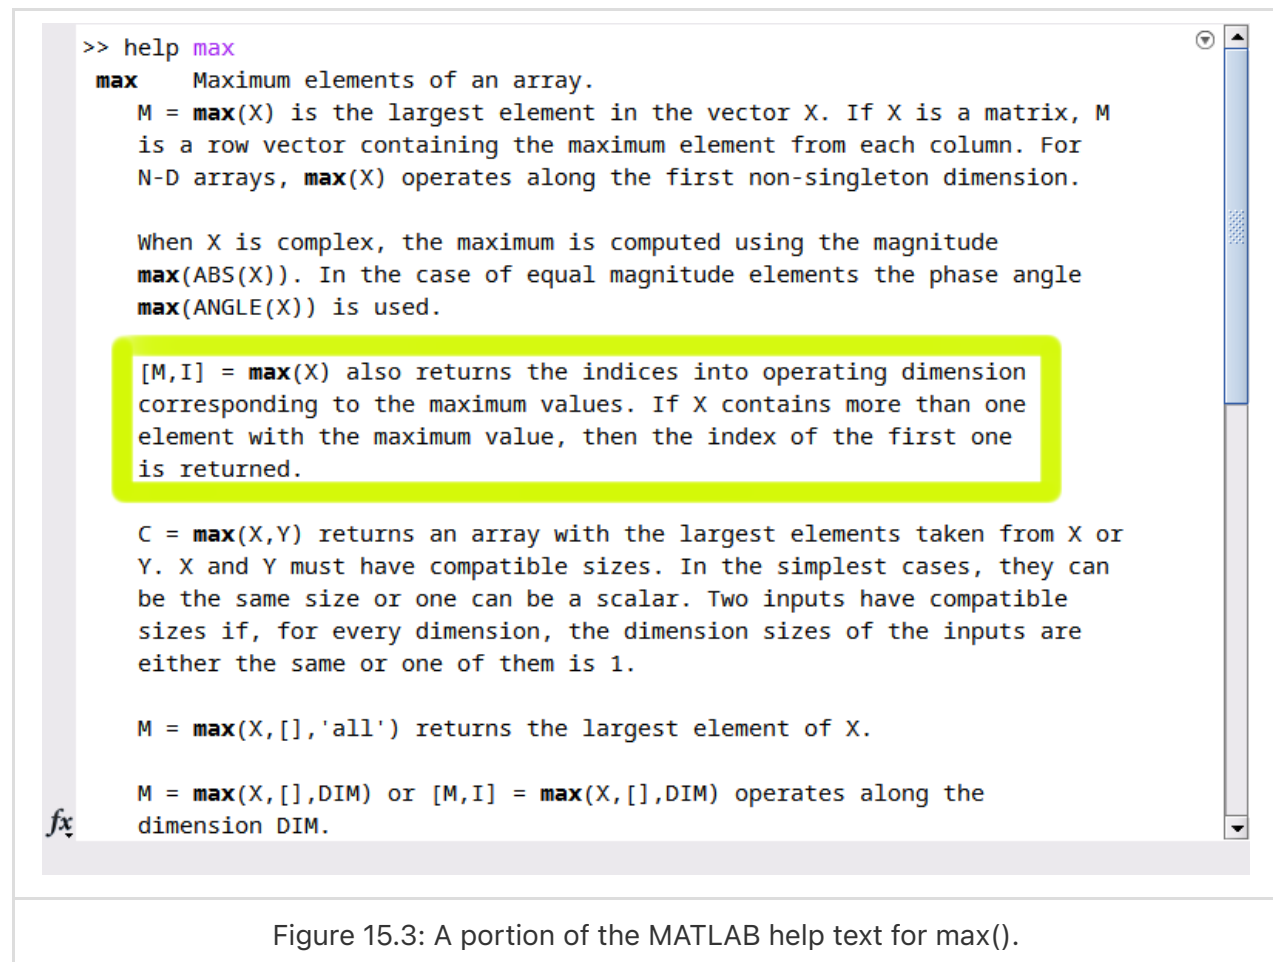 >> help max
max    Maximum elements of an array.
M = max(X) is the largest element in the vector X. If X is a matrix, M
is a row vector containing the maximum element from each column. For
N-D arrays, max(X) operates along the first non-singleton dimension.
When X is complex, the maximum is computed using the magnitude
max(ABS(X)). In the case of equal magnitude elements the phase angle
max(ANGLE(X)) is used.
[M,I] = max(X) also returns the indices into operating dimension
corresponding to the maximum values. If X contains more than one
element with the maximum value, then the index of the first one
is returned.
C = max(X,Y) returns an array with the largest elements taken from X or
Y. X and Y must have compatible sizes. In the simplest cases, they can
be the same size or one can be a scalar. Two inputs have compatible
sizes if, for every dimension, the dimension sizes of the inputs are
either the same or one of them is 1.
M = max(X,[],'all') returns the largest element of X.
M = max(X,[],DIM) or [M,I] = max(X,[],DIM) operates along the
fx dimension DIM.
Figure 15.3: A portion of the MATLAB help text for max().